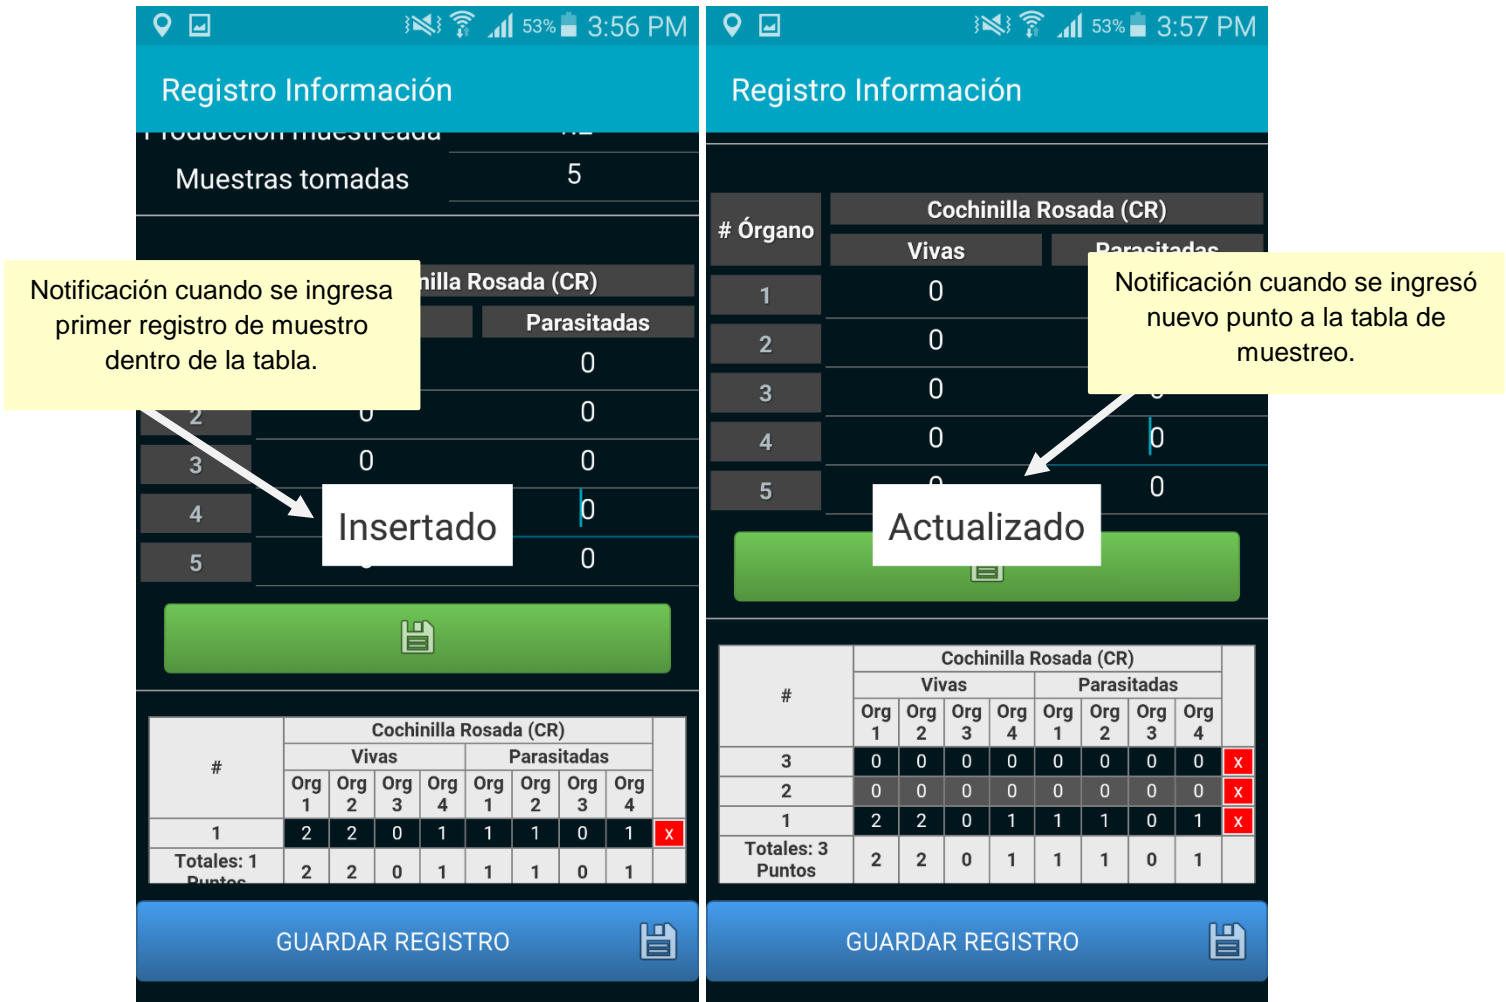 53% 3:56 PM
Registro Información
Producción muestreada
Muestras tomadas 5
nilla Rosada (CR)
Parasitadas
0
2 0 0
3 0 0
4 0
5 0
Insertado
Notificación cuando se ingresa
primer registro de muestro
dentro de la tabla.
# Cochinilla Rosada (CR)
Vivas Parasitadas
Org 1 Org 2 Org 3 Org 4 Org 1 Org 2 Org 3 Org 4
1 2 2 0 1 1 1 0 1 X
Totales: 1
Puntos 2 2 0 1 1 1 0 1
GUARDAR REGISTRO
53% 3:57 PM
Registro Información
# Órgano Cochinilla Rosada (CR)
Vivas Parasitadas
1 0
2 0
3 0
4 0 0
5 0
Actualizado
Notificación cuando se ingresó
nuevo punto a la tabla de
muestreo.
# Cochinilla Rosada (CR)
Vivas Parasitadas
Org 1 Org 2 Org 3 Org 4 Org 1 Org 2 Org 3 Org 4
3 0 0 0 0 0 0 0 0 X
2 0 0 0 0 0 0 0 0 X
1 2 2 0 1 1 1 0 1 X
Totales: 3
Puntos 2 2 0 1 1 1 0 1
GUARDAR REGISTRO